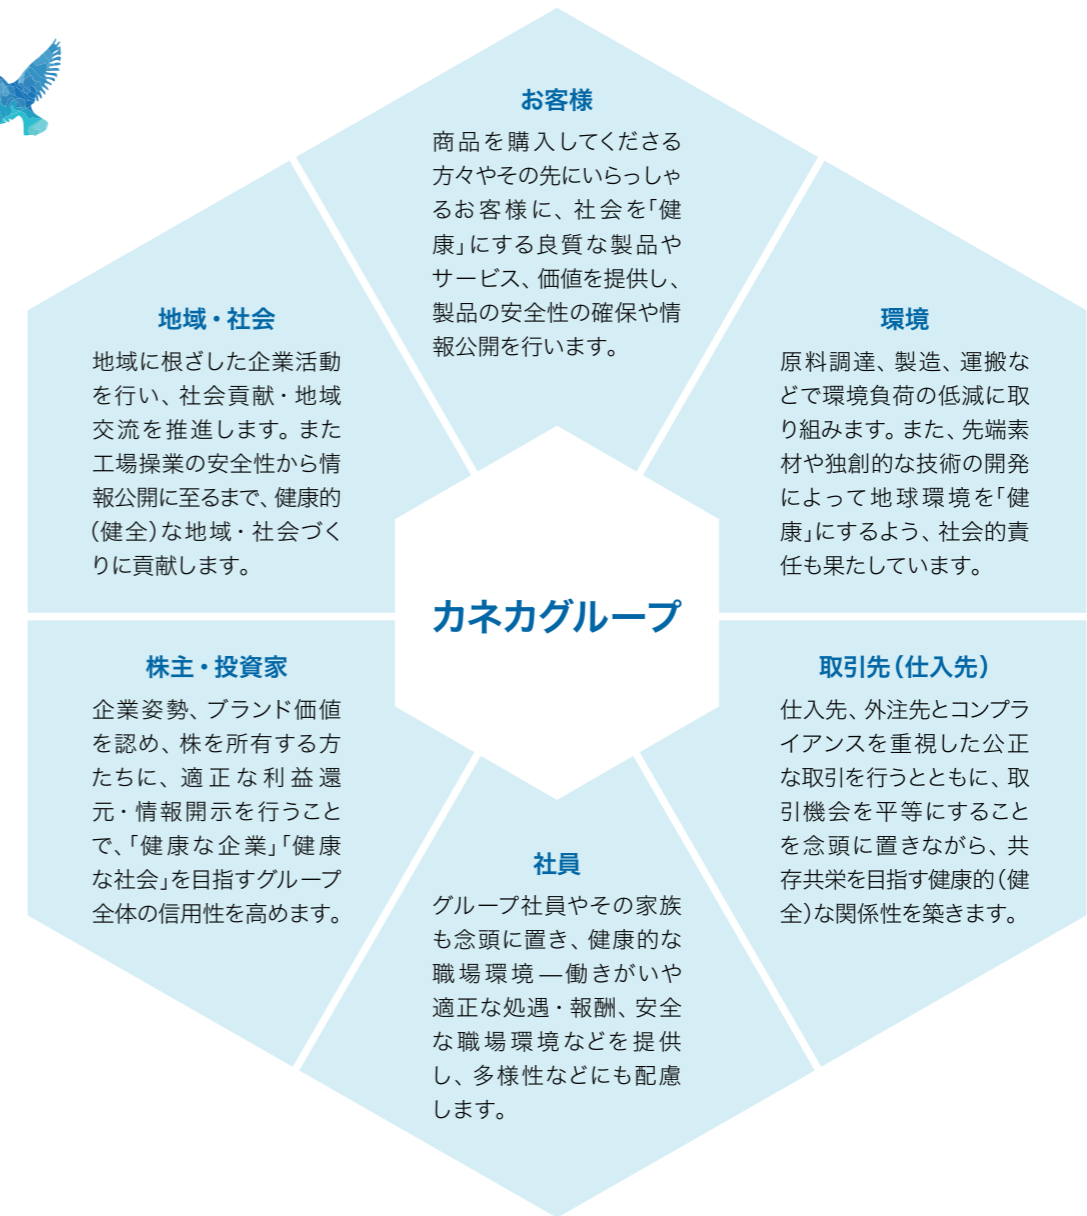 お客様
商品を購入してくださる
方々やその先にいらっしゃ
るお客様に、社会を「健
康」にする良質な製品や
サービス、価値を提供し、
製品の安全性の確保や情
報公開を行います。
地域・社会
地域に根ざした企業活動
を行い、社会貢献・地域
交流を推進します。また
工場操業の安全性から情
報公開に至るまで、健康的
（健全）な地域・社会づく
りに貢献します。
環境
原料調達、製造、運搬な
どで環境負荷の低減に取
り組みます。また、先端素
材や独創的な技術の開発
によって地球環境を「健
康」にするよう、社会的責
任も果たしています。
カネカグループ
株主・投資家
企業姿勢、ブランド価値
を認め、株を所有する方
たちに、適正な利益還
元・情報開示を行うこと
で、「健康な企業」「健康
な社会」を目指すグループ
全体の信用性を高めます。
取引先（仕入先）
仕入先、外注先とコンプラ
イアンスを重視した公正
な取引を行うとともに、取
引機会を平等にすること
を念頭に置きながら、共
存共栄を目指す健康的（健
全）な関係性を築きます。
社員
グループ社員やその家族
も念頭に置き、健康的な
職場環境―働きがいや
適正な処遇・報酬、安全
な職場環境などを提供
し、多様性などにも配慮
します。